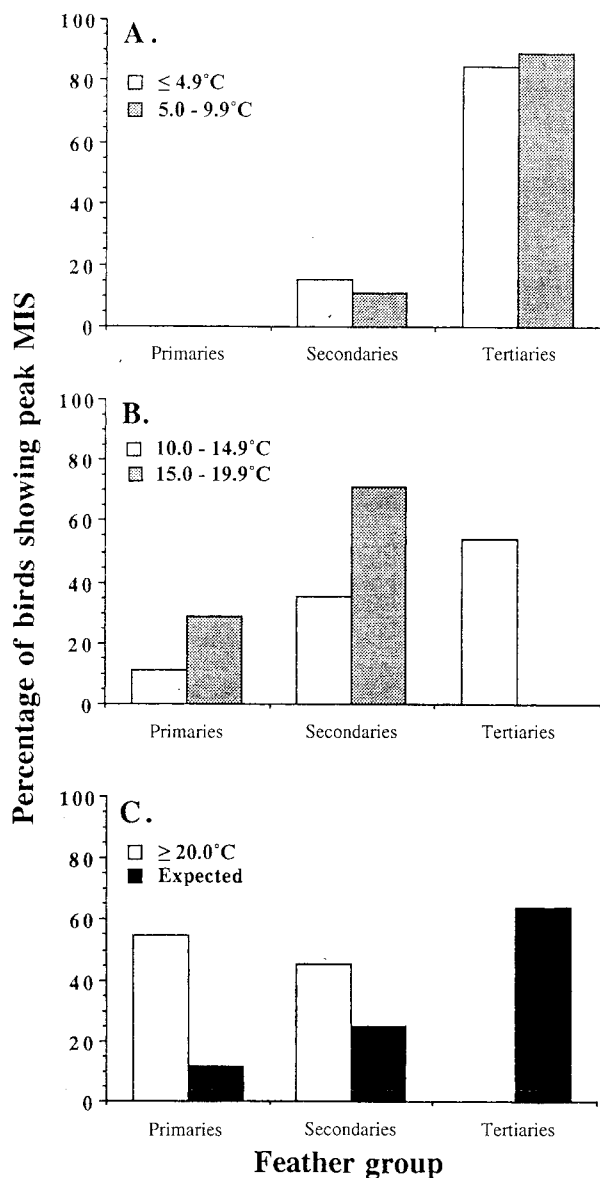 Percentage of birds showing peak MIS
A.
≤ 4.9°C
5.0 - 9.9°C
80
60
40
20
0
Primaries Secondaries Tertiaries
100
B.
10.0 - 14.9°C
15.0 - 19.9°C
80
60
40
20
0
Primaries Secondaries Tertiaries
100
C.
≥ 20.0°C
Expected
80
60
40
20
0
Primaries Secondaries Tertiaries
Feather group